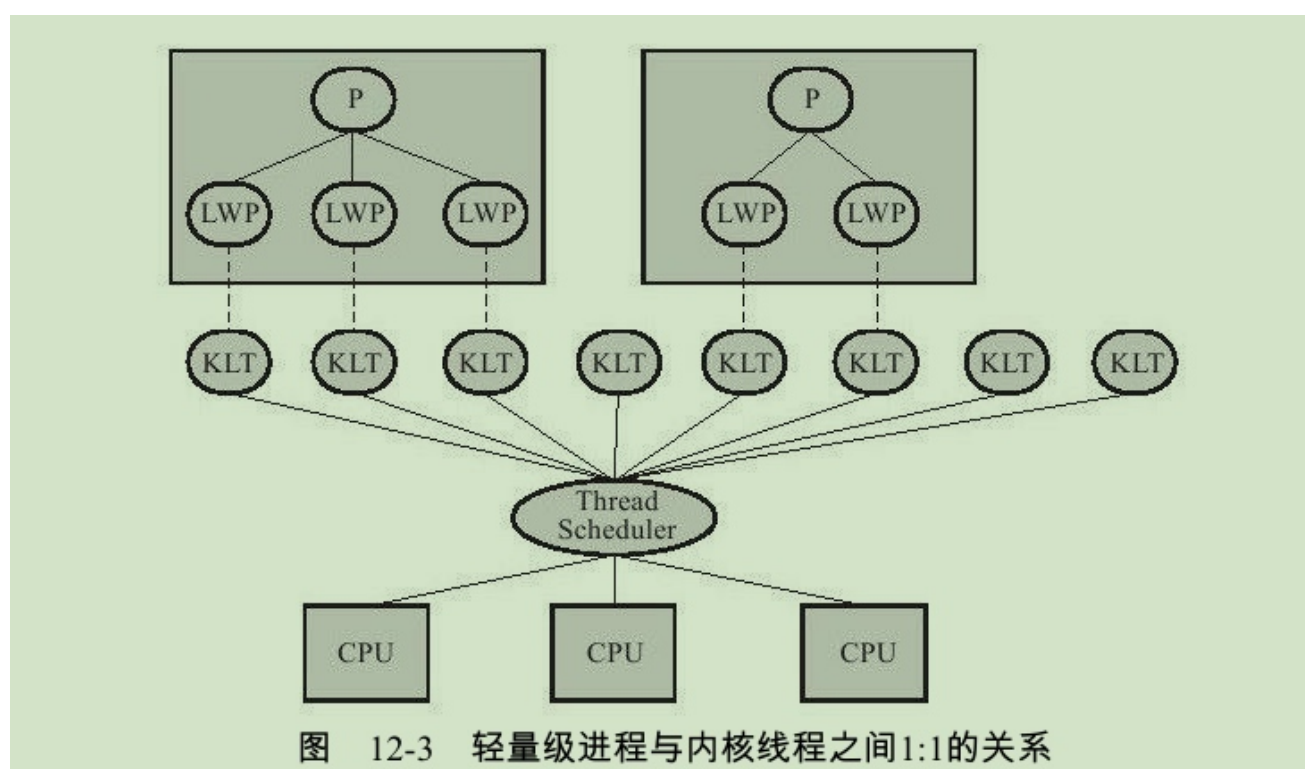 P P
LWP LWP LWP LWP LWP
KLT KLT KLT KLT KLT KLT KLT KLT
Thread
Scheduler
CPU CPU CPU
图 12-3 轻量级进程与内核线程之间1:1的关系